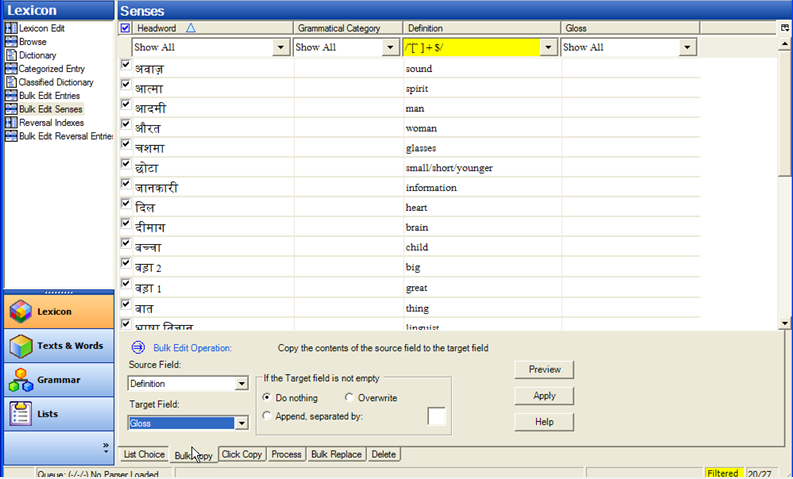 Lexicon
Senses
Lexicon Edit
Browse
Dictionary
Categorized Entry
Classified Dictionary
Bulk Edit Entries
Bulk Edit Senses
Reversal Indexes
Bulk Edit Reversal Entries
Headword Grammatical Category Definition Gloss
Show All Show All /^[^ ]+$/ Show All
अवाज़ sound
आत्मा spirit
आदमी man
औरत woman
चशमा glasses
छोटा small/short/younger
जानकारी information
दिल heart
दीमाग brain
बच्चा child
बड़ा 2 big
बड़ा 1 great
बात thing
भाषा विज्ञान linguist
Lexicon
Texts & Words
Grammar
Lists
»
Bulk Edit Operation: Copy the contents of the source field to the target field
Source Field:
Definition
Target Field:
Gloss
If the Target field is not empty
Do nothing Overwrite
Append, separated by:
Preview
Apply
Help
List Choice Bulk Copy Click Copy Process Bulk Replace Delete
Queue: (-/-/-) No Parser Loaded Filtered 20/27